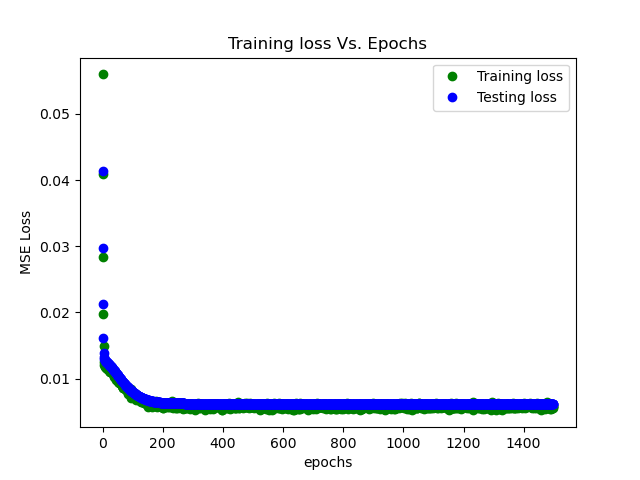 Training loss Vs. Epochs
Training loss
Testing loss
MSE Loss
0.05
0.04
0.03
0.02
0.01
0 200 400 600 800 1000 1200 1400
epochs